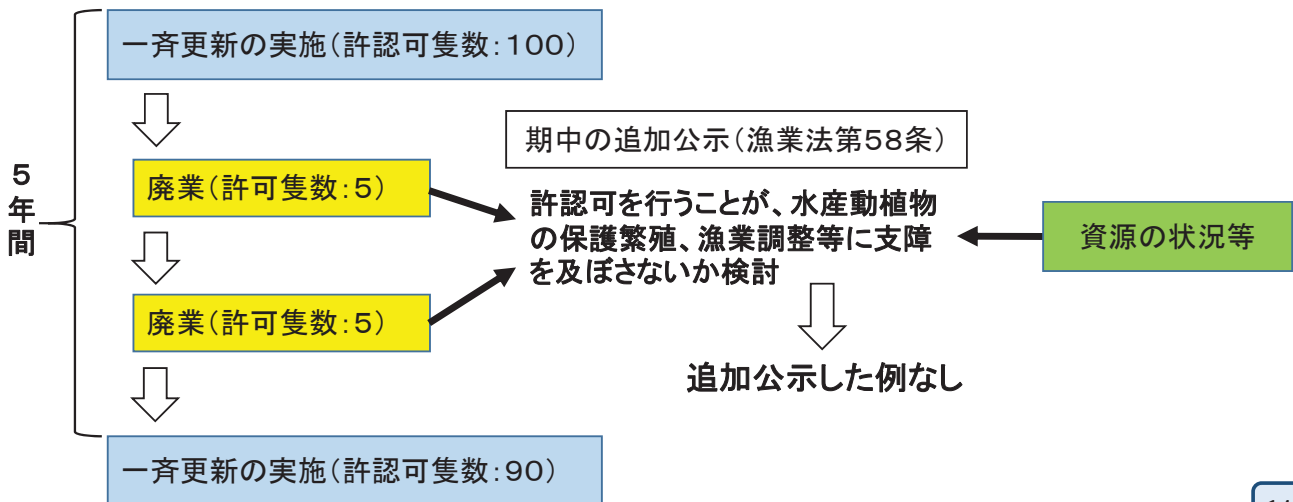 一斉更新の実施(許認可隻数:100)
5年間
期中の追加公示(漁業法第58条)
廃業(許可隻数:5)
許認可を行うことが、水産動植物
の保護繁殖、漁業調整等に支障
を及ぼさないか検討
資源の状況等
廃業(許可隻数:5)
追加公示した例なし
一斉更新の実施(許認可隻数:90)